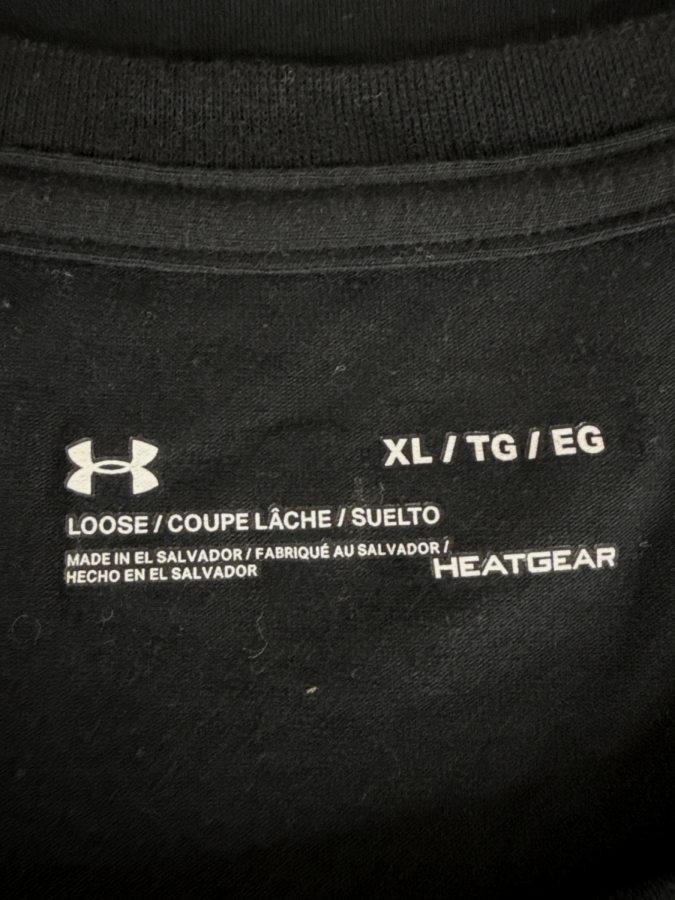 XL / TG / EG
LOOSE / COUPE LÂCHE / SUELTO
MADE IN EL SALVADOR / FABRIQUÉ AU SALVADOR /
HECHO EN EL SALVADOR
HEATGEAR